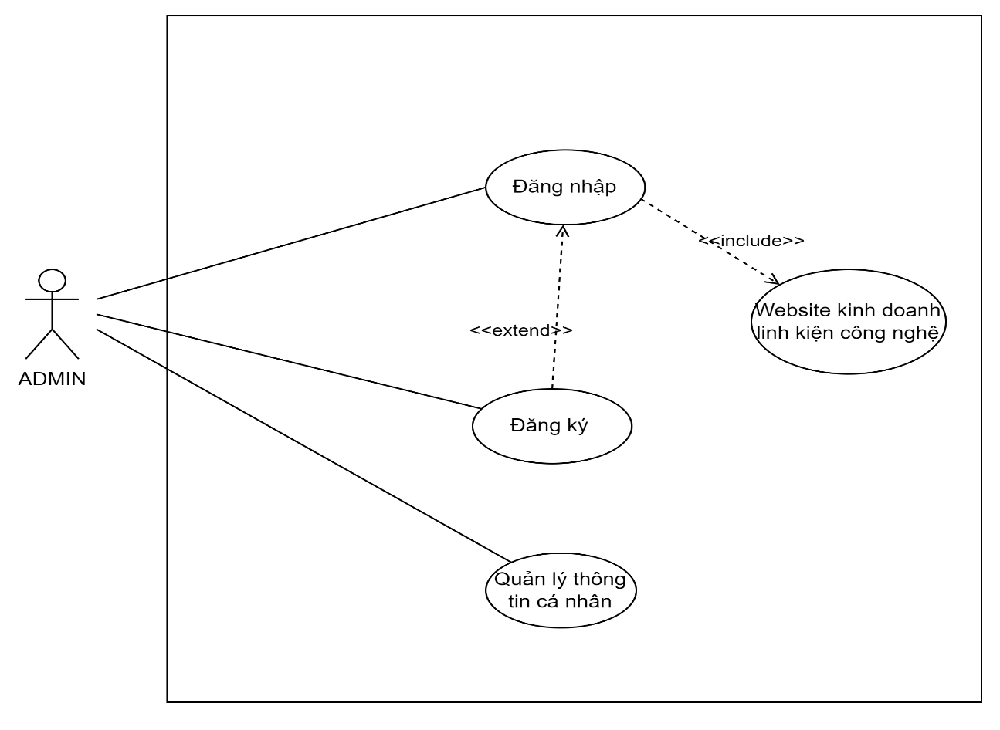 Đăng nhập
<<include>>
Website kinh doanh
linh kiện công nghệ
<<extend>>
ADMIN
Đăng ký
Quản lý thông
tin cá nhân